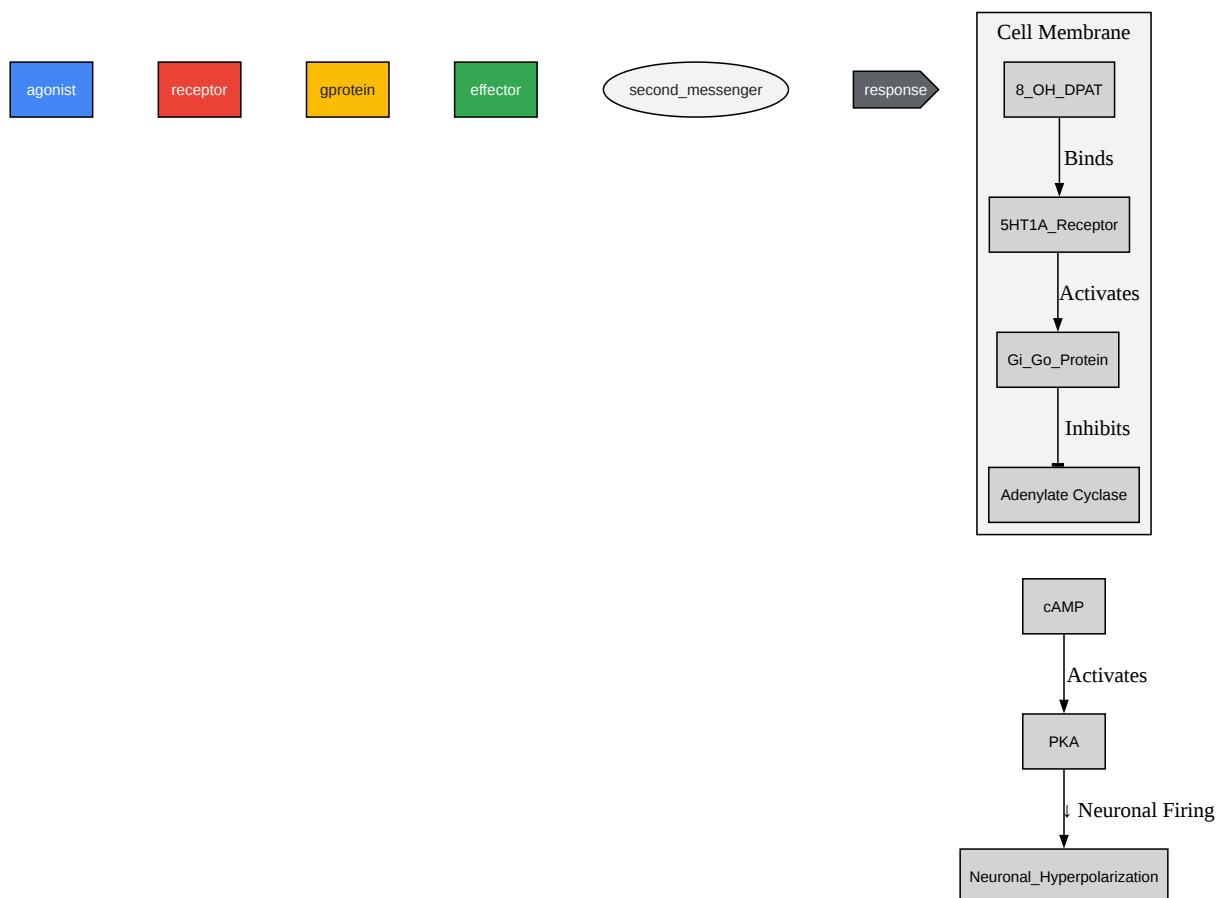 Cell Membrane
agonist
receptor
gprotein
effector
second_messenger
response
8_OH_DPAT
Binds
5HT1A_Receptor
Activates
Gi_Go_Protein
Inhibits
Adenylate Cyclase
cAMP
Activates
PKA
↓ Neuronal Firing
Neuronal_Hyperpolarization